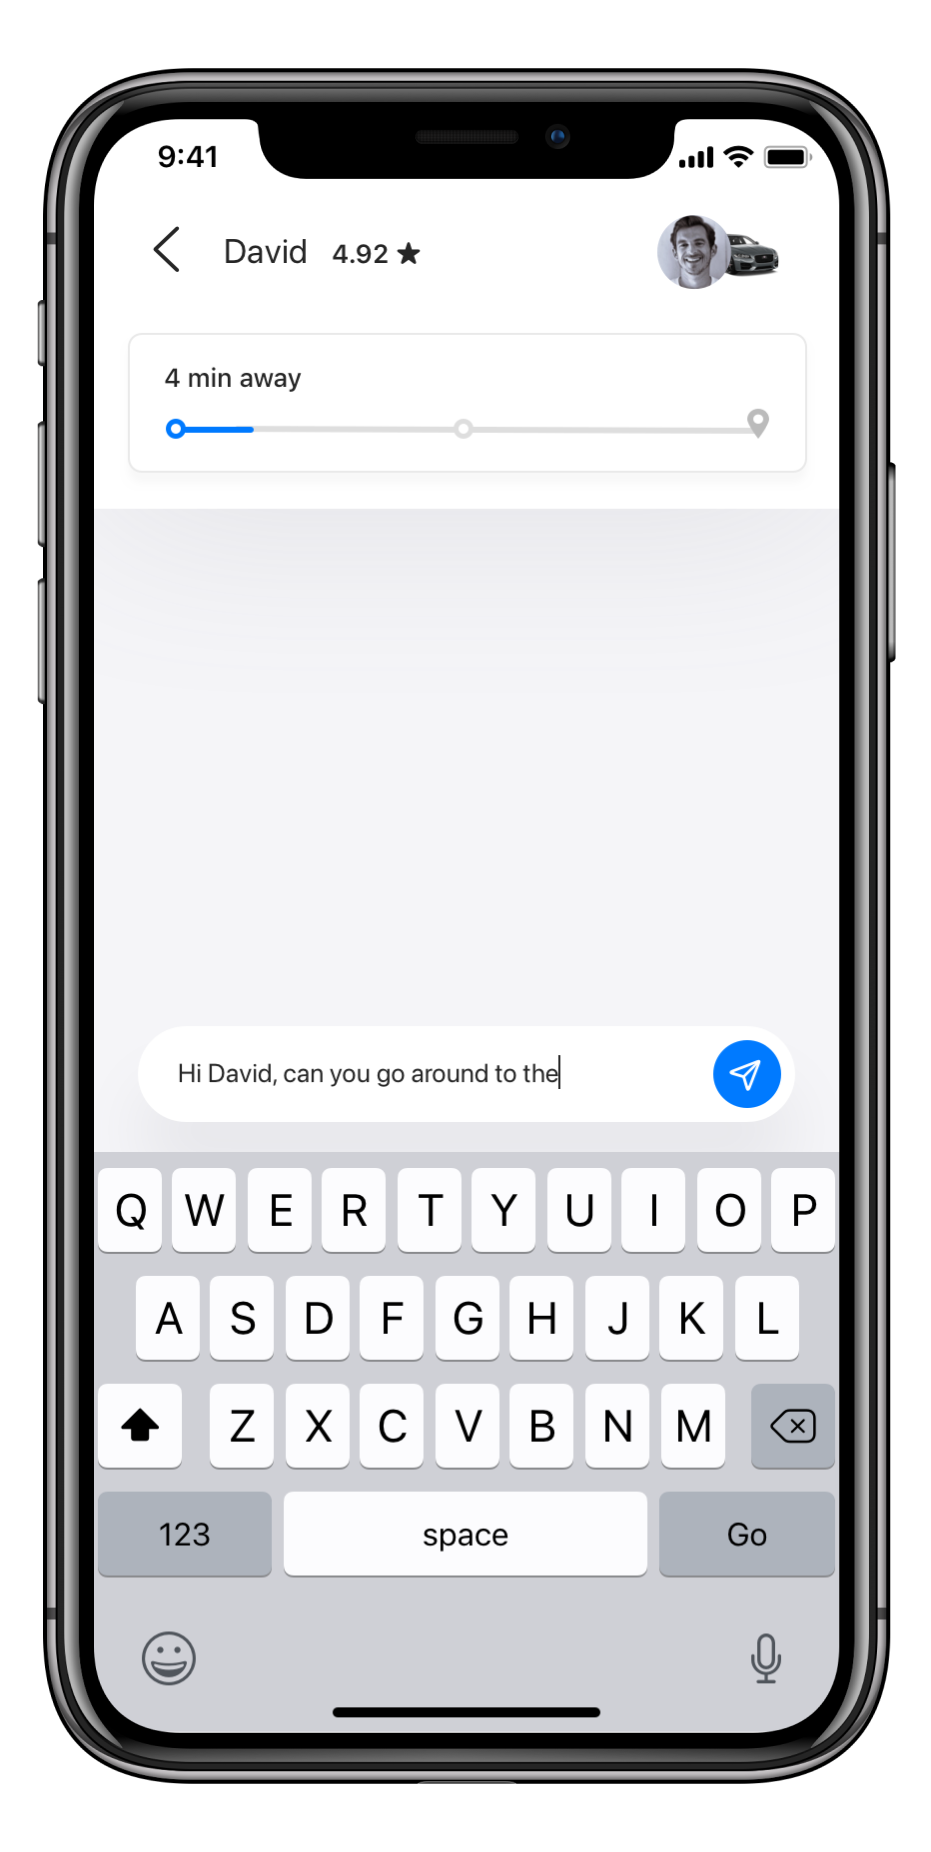 9:41
David 4.92 ★
4 min away
Hi David, can you go around to the
Q W E R T Y U I O P
A S D F G H J K L
Z X C V B N M
123 space Go